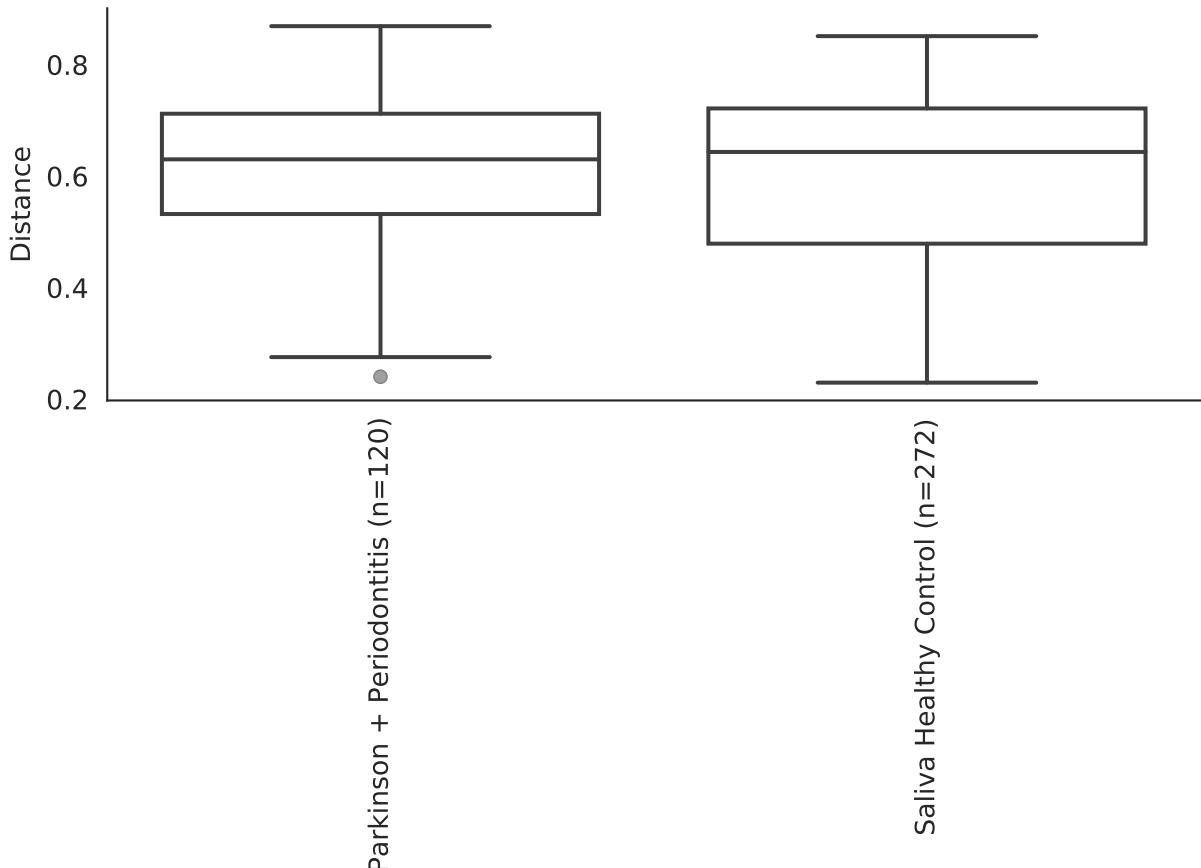 Distance
0.8
0.6
0.4
0.2
Parkinson + Periodontitis (n=120)
Saliva Healthy Control (n=272)